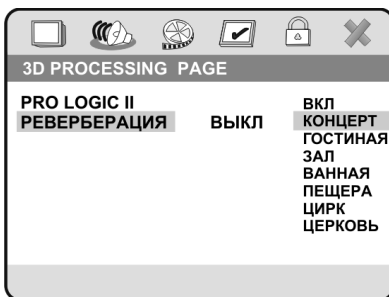 3D PROCESSING PAGE
PRO LOGIC II
РЕВЕРБЕРАЦИЯ ВЫКЛ
ВКЛ
КОНЦЕРТ
ГОСТИНАЯ
ЗАЛ
ВАННАЯ
ПЕЩЕРА
ЦИРК
ЦЕРКОВЬ